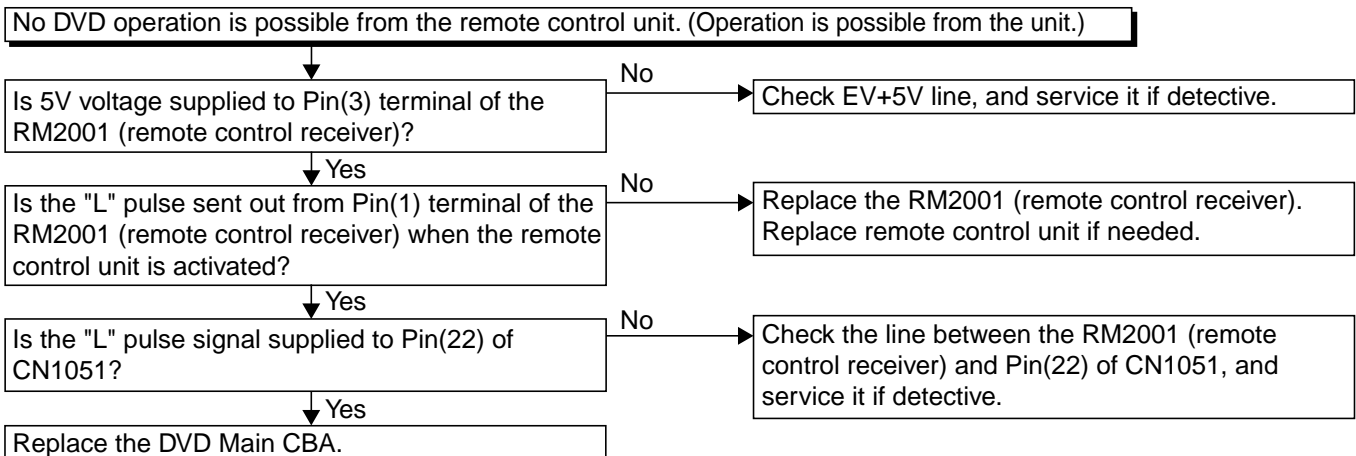 No DVD operation is possible from the remote control unit. (Operation is possible from the unit.)
Is 5V voltage supplied to Pin(3) terminal of the
RM2001 (remote control receiver)?
No
Check EV+5V line, and service it if detective.
Yes
Is the "L" pulse sent out from Pin(1) terminal of the
RM2001 (remote control receiver) when the remote
control unit is activated?
No
Replace the RM2001 (remote control receiver).
Replace remote control unit if needed.
Yes
Is the "L" pulse signal supplied to Pin(22) of
CN1051?
No
Check the line between the RM2001 (remote
control receiver) and Pin(22) of CN1051, and
service it if detective.
Yes
Replace the DVD Main CBA.